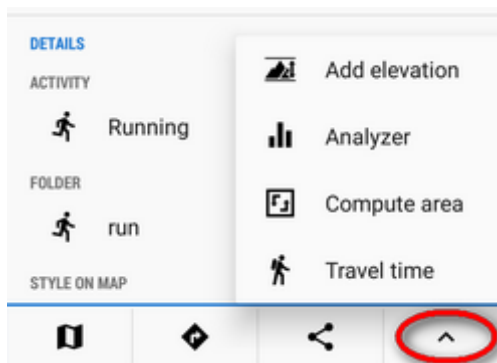 DETAILS
ACTIVITY
Running
FOLDER
run
STYLE ON MAP
Add elevation
Analyzer
Compute area
Travel time